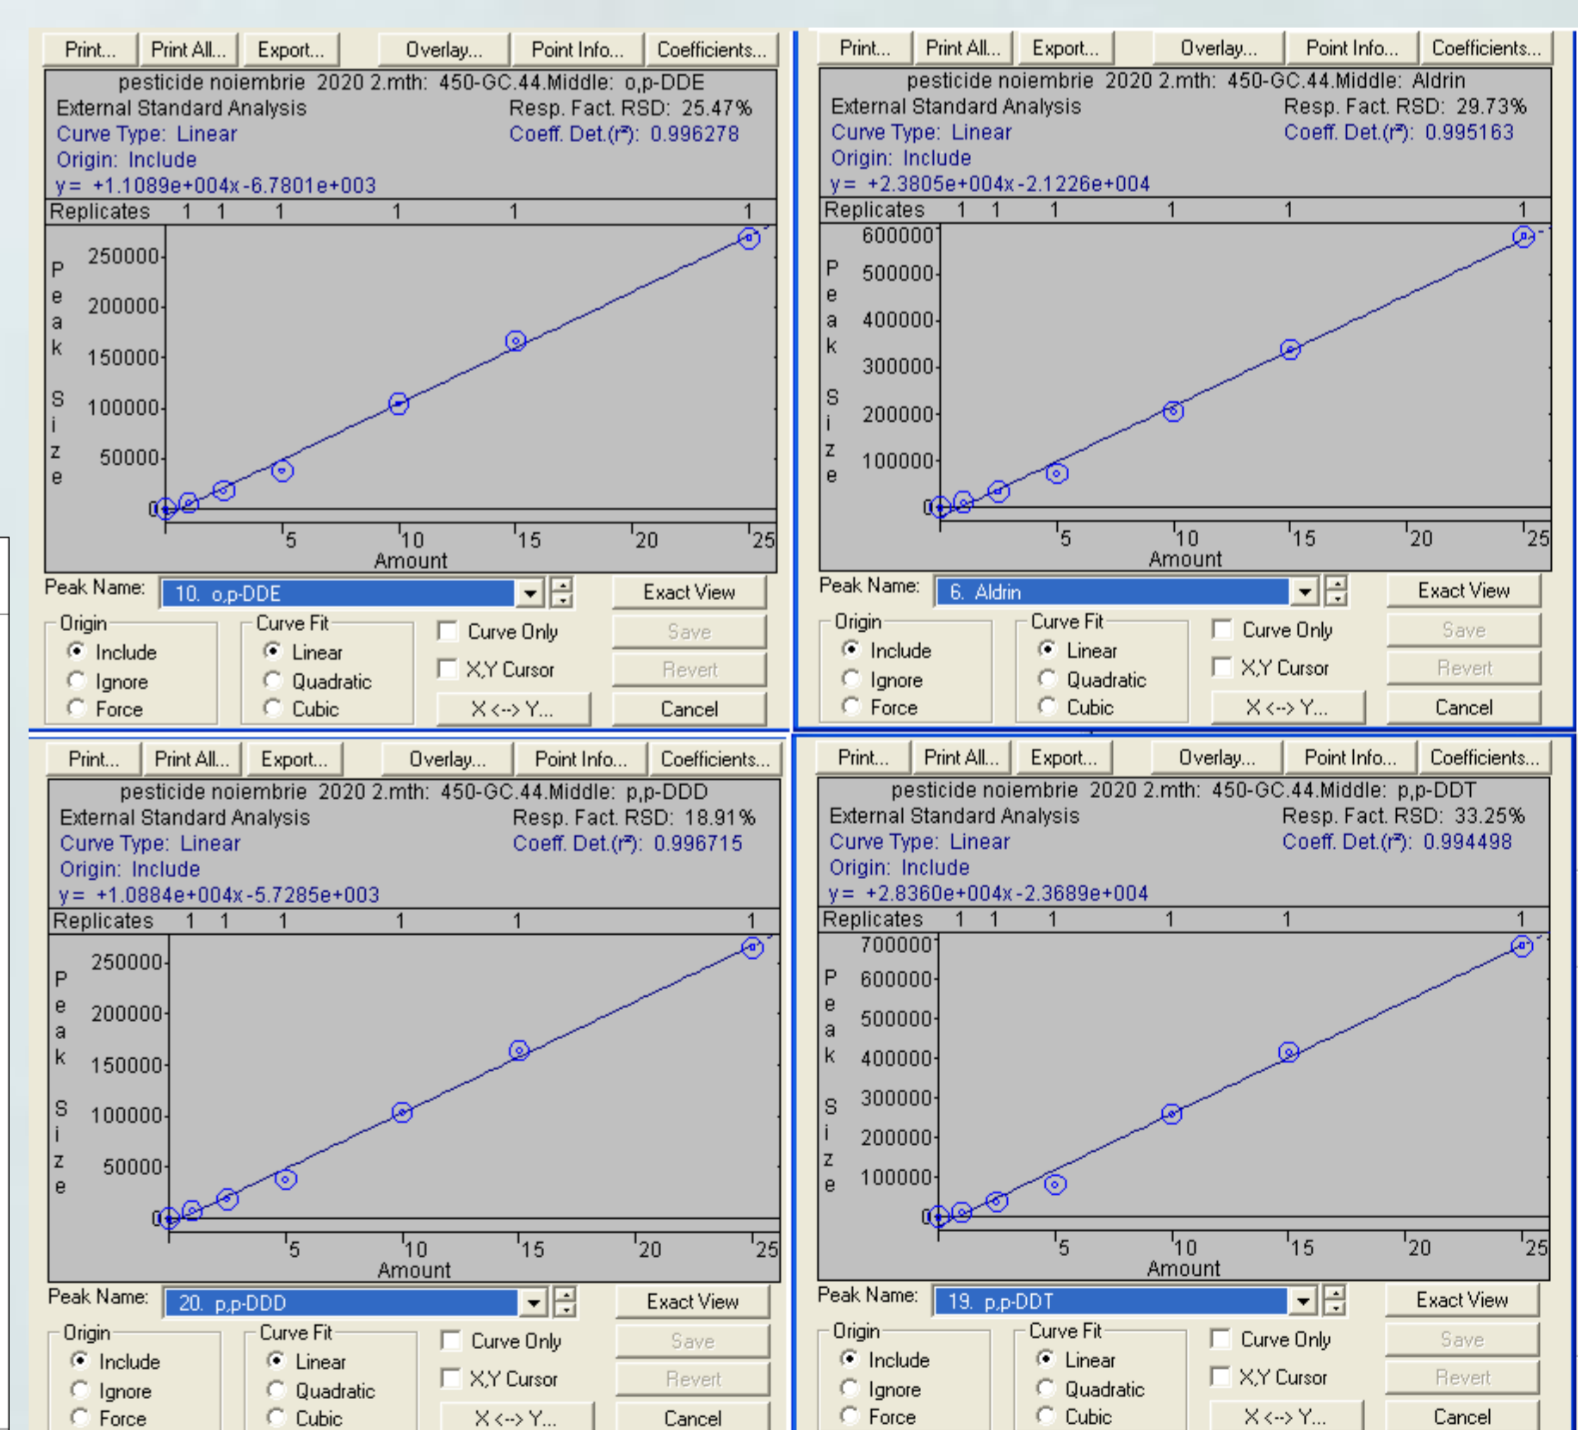 Print... Print All... Export... Overlay... Point Info... Coefficients...
pesticide noiembrie 2020 2.mth: 450-GC.44.Middle: o,p-DDE
External Standard Analysis Resp. Fact. RSD: 25.47%
Curve Type: Linear Coeff. Det.(r²): 0.996278
Origin: Include
y = +1.1089e+004x -6.7801e+003
Replicates 1 1 1 1 1 1
250000
200000
150000
100000
50000
0
Peak Size
5 10 15 20 25
Amount
Peak Name: 10. o,p-DDE Exact View
Origin Curve Fit Curve Only Save
Include Linear
Ignore Quadratic X,Y Cursor Revert
Force Cubic X <--> Y... Cancel
Print... Print All... Export... Overlay... Point Info... Coefficients...
pesticide noiembrie 2020 2.mth: 450-GC.44.Middle: Aldrin
External Standard Analysis Resp. Fact. RSD: 29.73%
Curve Type: Linear Coeff. Det.(r²): 0.995163
Origin: Include
y = +2.3805e+004x -2.1226e+004
Replicates 1 1 1 1 1 1
600000
500000
400000
300000
200000
100000
0
Peak Size
5 10 15 20 25
Amount
Peak Name: 6. Aldrin Exact View
Origin Curve Fit Curve Only Save
Include Linear
Ignore Quadratic X,Y Cursor Revert
Force Cubic X <--> Y... Cancel
Print... Print All... Export... Overlay... Point Info... Coefficients...
pesticide noiembrie 2020 2.mth: 450-GC.44.Middle: p,p-DDD
External Standard Analysis Resp. Fact. RSD: 18.91%
Curve Type: Linear Coeff. Det.(r²): 0.996715
Origin: Include
y = +1.0884e+004x -5.7285e+003
Replicates 1 1 1 1 1 1
250000
200000
150000
100000
50000
0
Peak Size
5 10 15 20 25
Amount
Peak Name: 20. p,p-DDD Exact View
Origin Curve Fit Curve Only Save
Include Linear
Ignore Quadratic X,Y Cursor Revert
Force Cubic X <--> Y... Cancel
Print... Print All... Export... Overlay... Point Info... Coefficients...
pesticide noiembrie 2020 2.mth: 450-GC.44.Middle: p,p-DDT
External Standard Analysis Resp. Fact. RSD: 33.25%
Curve Type: Linear Coeff. Det.(r²): 0.994498
Origin: Include
y = +2.8360e+004x -2.3689e+004
Replicates 1 1 1 1 1 1
700000
600000
500000
400000
300000
200000
100000
0
Peak Size
5 10 15 20 25
Amount
Peak Name: 19. p,p-DDT Exact View
Origin Curve Fit Curve Only Save
Include Linear
Ignore Quadratic X,Y Cursor Revert
Force Cubic X <--> Y... Cancel